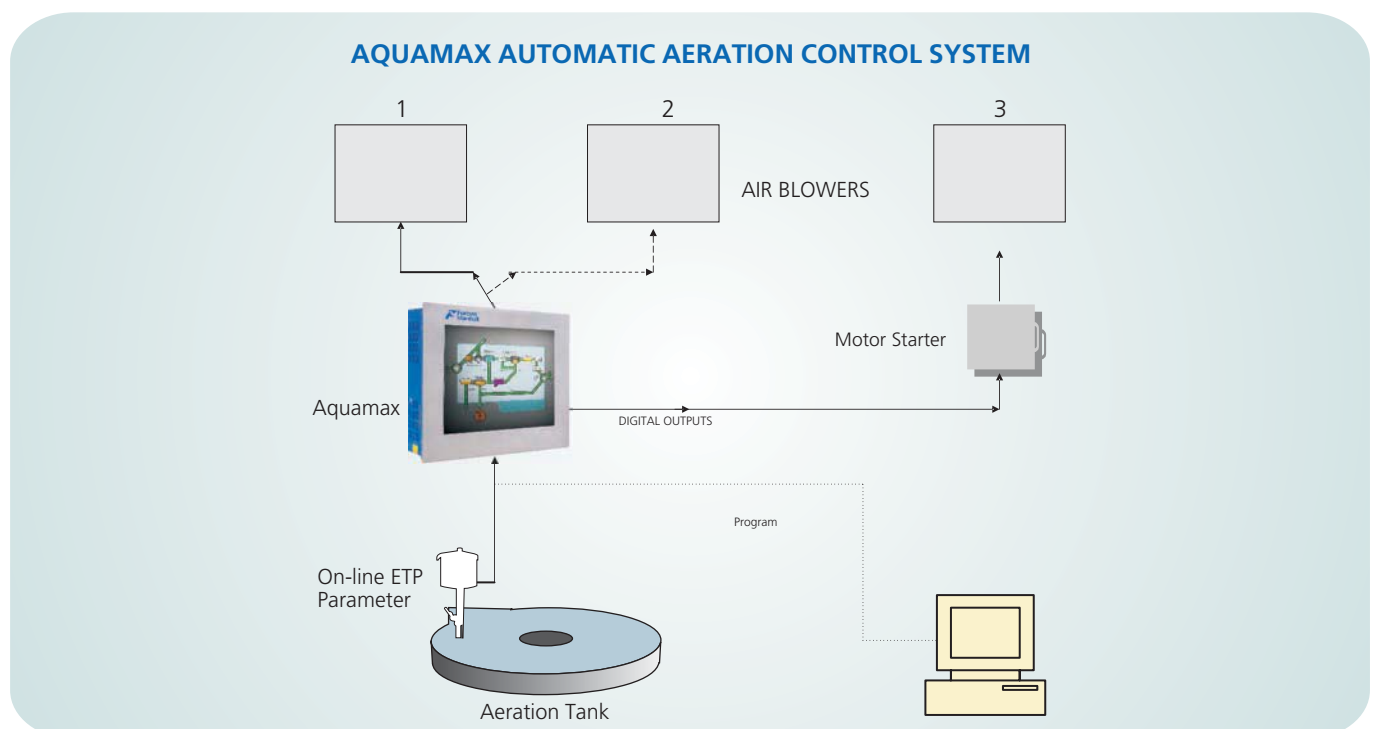 AQUAMAX AUTOMATIC AERATION CONTROL SYSTEM
1
2
3
AIR BLOWERS
Motor Starter
Aquamax
DIGITAL OUTPUTS
Program
On-line ETP
Parameter
Aeration Tank